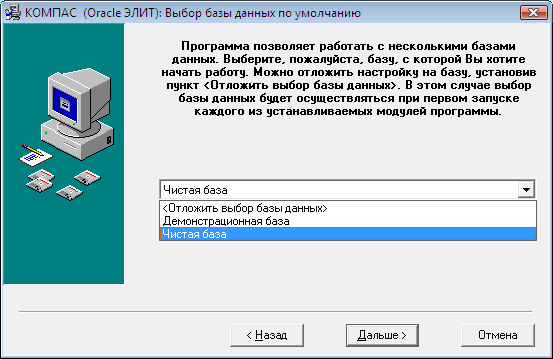 КОМПАС (Oracle ЭЛИТ): Выбор базы данных по умолчанию
Программа позволяет работать с несколькими базами
данных. Выберите, пожалуйста, базу, с которой Вы хотите
начать работу. Можно отложить настройку на базу, установив
пункт <Отложить выбор базы данных>. В этом случае выбор
базы данных будет осуществляться при первом запуске
каждого из устанавливаемых модулей программы.
Чистая база
<Отложить выбор базы данных>
Демонстрационная база
Чистая база
< Назад
Дальше >
Отмена